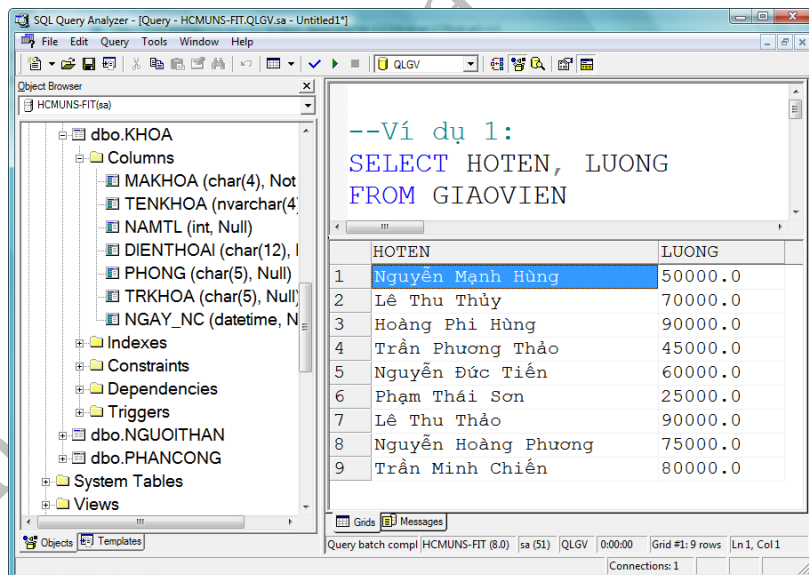 SQL Query Analyzer - [Query - HCMUNS-FIT.QLGV.sa - Untitled1*]
File Edit Query Tools Window Help
QLGV
Object Browser
HCMUNS-FIT(sa)
dbo.KHOA
Columns
MAKHOA (char(4), Not
TENKHOA (nvarchar(4
NAMTL (int, Null)
DIENTHOAI (char(12), I
PHONG (char(5), Null)
TRKHOA (char(5), Null)
NGAY_NC (datetime, N
Indexes
Constraints
Dependencies
Triggers
dbo.NGUOITHAN
dbo.PHANCONG
System Tables
Views
Objects Templates
--Ví dụ 1:
SELECT HOTEN, LUONG
FROM GIAOVIEN
HOTEN LUONG
1 Nguyễn Mạnh Hùng 50000.0
2 Lê Thu Thủy 70000.0
3 Hoàng Phi Hùng 90000.0
4 Trần Phương Thảo 45000.0
5 Nguyễn Đức Tiến 60000.0
6 Phạm Thái Sơn 25000.0
7 Lê Thu Thảo 90000.0
8 Nguyễn Hoàng Phương 75000.0
9 Trần Minh Chiến 80000.0
Grids Messages
Query batch compl HCMUNS-FIT (8.0) sa (51) QLGV 0:00:00 Grid #1: 9 rows Ln 1, Col 1
Connections: 1